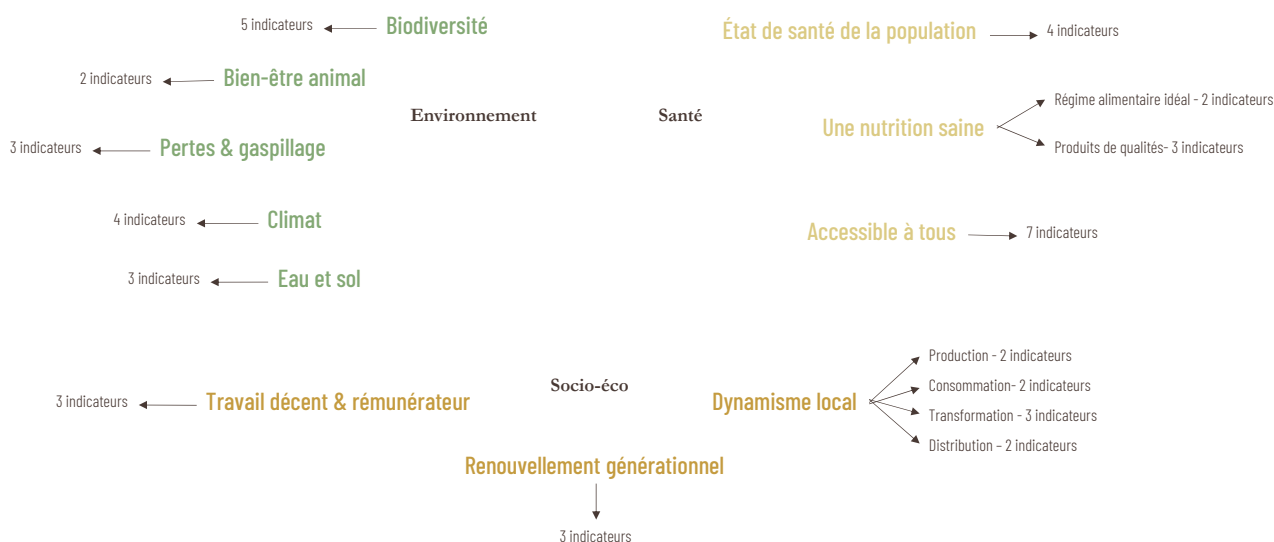 5 indicateurs
Biodiversité
2 indicateurs
Bien-être animal
Environnement
3 indicateurs
Pertes & gaspillage
4 indicateurs
Climat
3 indicateurs
Eau et sol
Santé
État de santé de la population
4 indicateurs
Une nutrition saine
Régime alimentaire idéal - 2 indicateurs
Produits de qualités- 3 indicateurs
Accessible à tous
7 indicateurs
Socio-éco
3 indicateurs
Travail décent & rémunérateur
Dynamisme local
Production - 2 indicateurs
Consommation- 2 indicateurs
Transformation - 3 indicateurs
Distribution – 2 indicateurs
Renouvellement générationnel
3 indicateurs